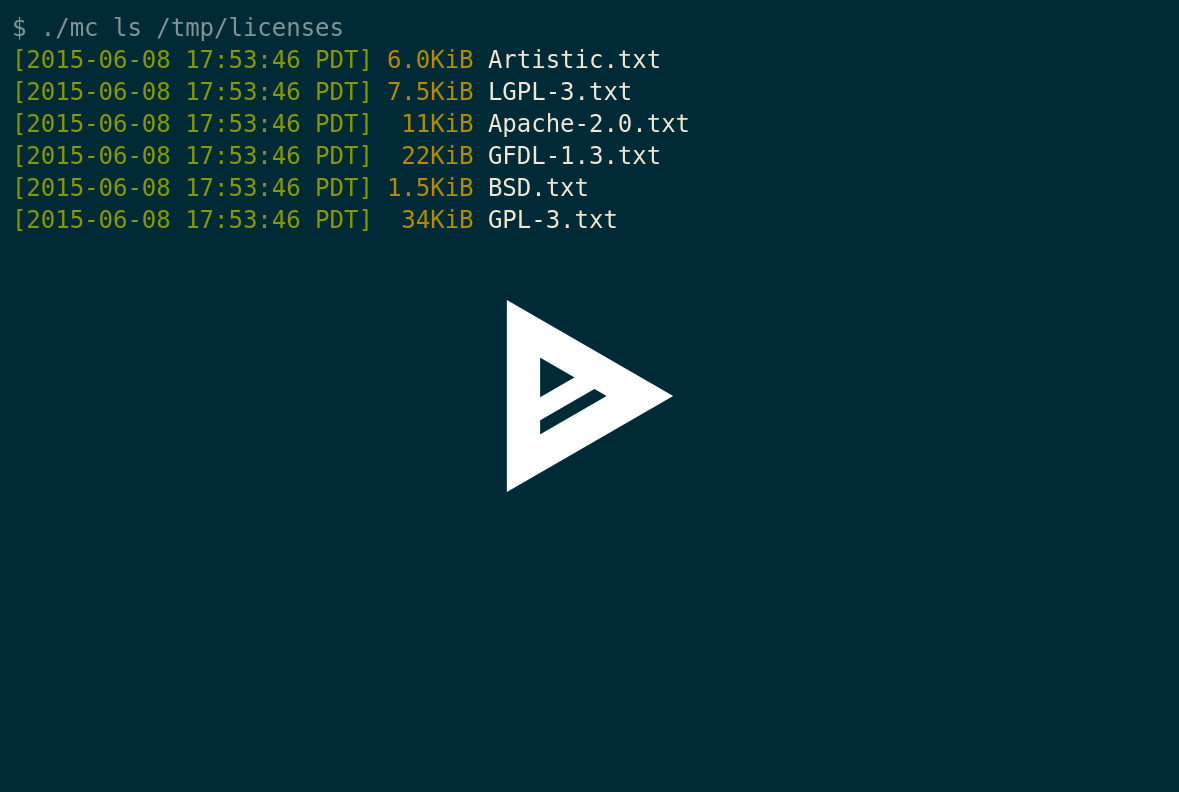 $ ./mc ls /tmp/licenses
[2015-06-08 17:53:46 PDT] 6.0KiB Artistic.txt
[2015-06-08 17:53:46 PDT] 7.5KiB LGPL-3.txt
[2015-06-08 17:53:46 PDT]  11KiB Apache-2.0.txt
[2015-06-08 17:53:46 PDT]  22KiB GFDL-1.3.txt
[2015-06-08 17:53:46 PDT] 1.5KiB BSD.txt
[2015-06-08 17:53:46 PDT]  34KiB GPL-3.txt